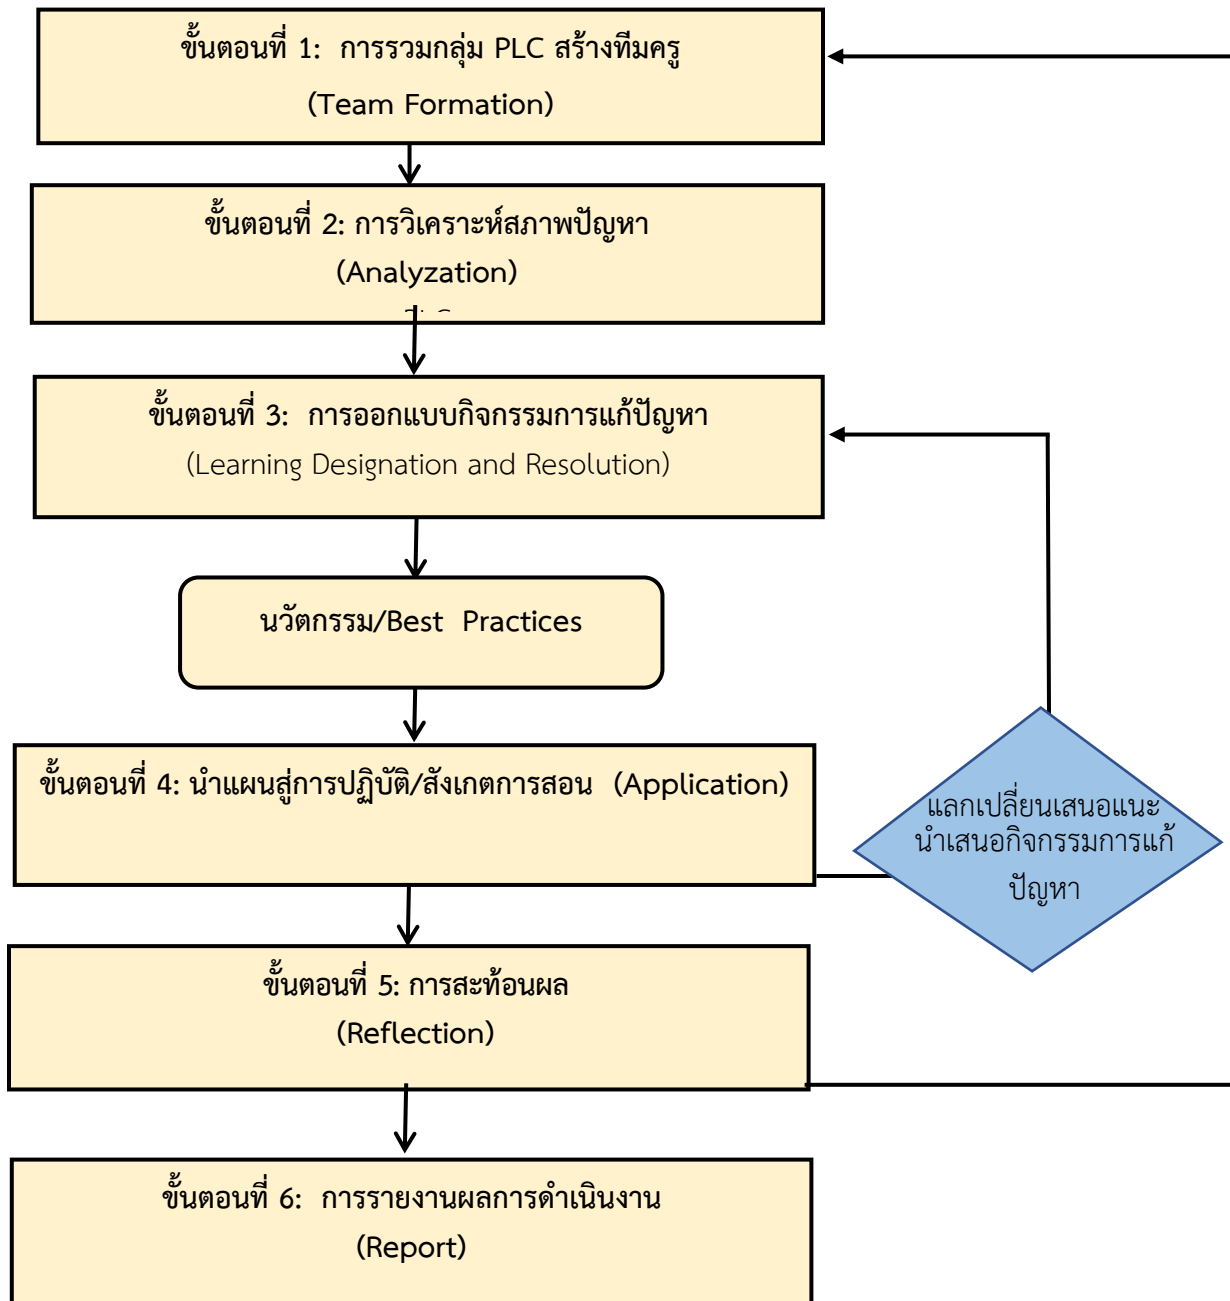 ขั้นตอนที่ 1: การรวมกลุ่ม PLC สร้างทีมครู
(Team Formation)
ขั้นตอนที่ 2: การวิเคราะห์สภาพปัญหา
(Analyzation)
ขั้นตอนที่ 3: การออกแบบกิจกรรมการแก้ปัญหา
(Learning Designation and Resolution)
นวัตกรรม/Best Practices
ขั้นตอนที่ 4: นำแผนสู่การปฏิบัติ/สังเกตการสอน (Application)
แลกเปลี่ยนเสนอแนะ
นำเสนอกิจกรรมการแก้
ปัญหา
ขั้นตอนที่ 5: การสะท้อนผล
(Reflection)
ขั้นตอนที่ 6: การรายงานผลการดำเนินงาน
(Report)